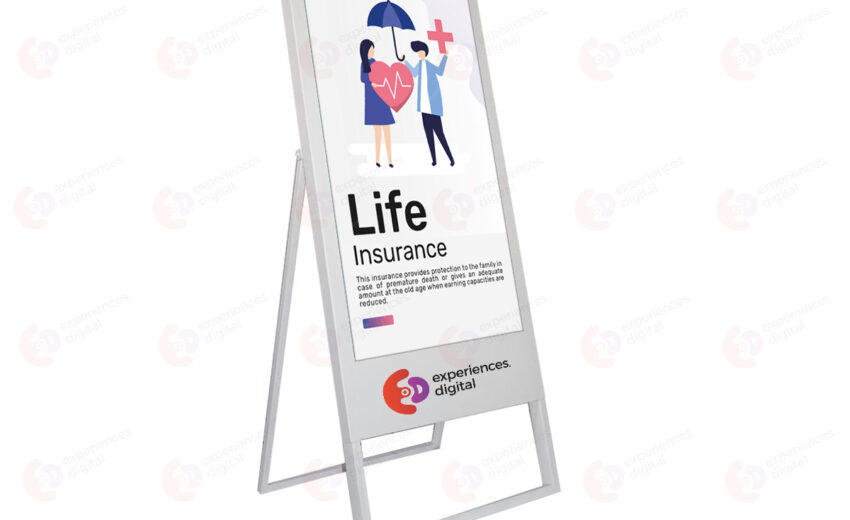 Life
Insurance
This insurance provides protection to the family in
case of premature death or gives an adequate
amount at the old age when earning capacities are
reduced.
experiences.
digital